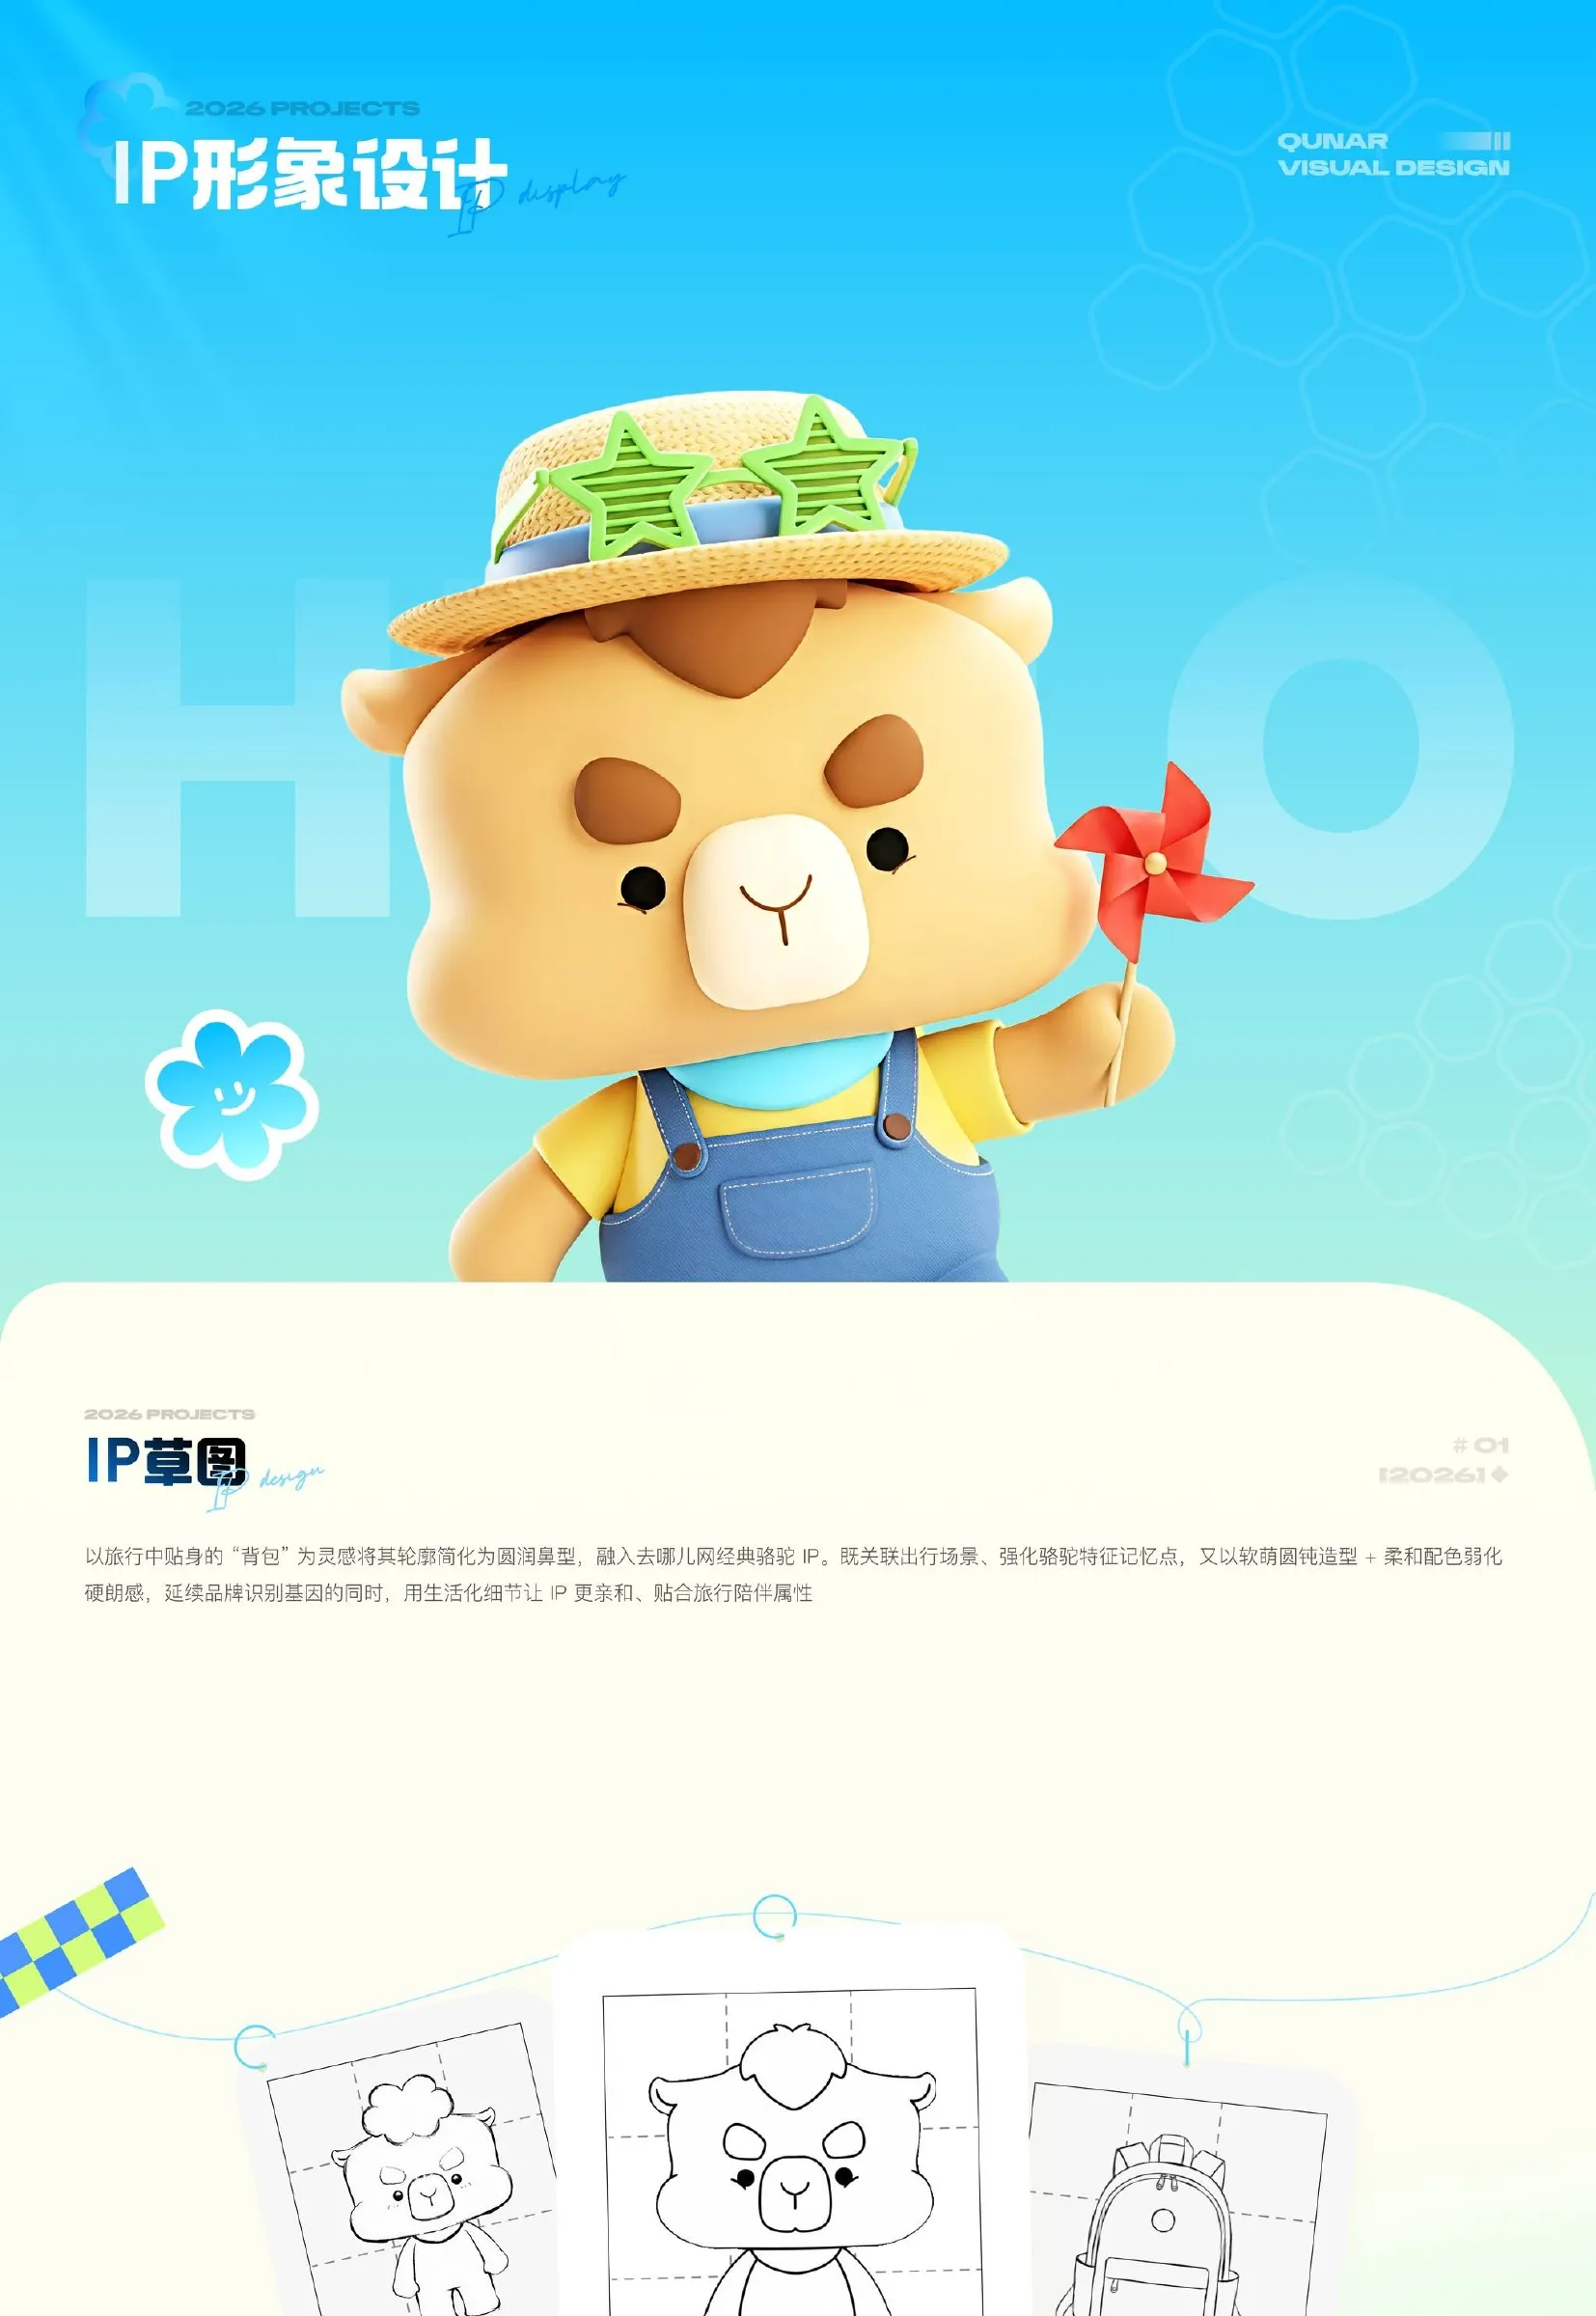 2026 PROJECTS
IP形象设计
IP display
QUNAR
VISUAL DESIGN
H O
2026 PROJECTS
IP草图
IP design
# 01
[2026]
以旅行中贴身的“背包”为灵感将其轮廓简化为圆润鼻型，融入去哪儿网经典骆驼 IP。既关联出行场景、强化骆驼特征记忆点，又以软萌圆钝造型 + 柔和配色弱化
硬朗感，延续品牌识别基因的同时，用生活化细节让 IP 更亲和、贴合旅行陪伴属性